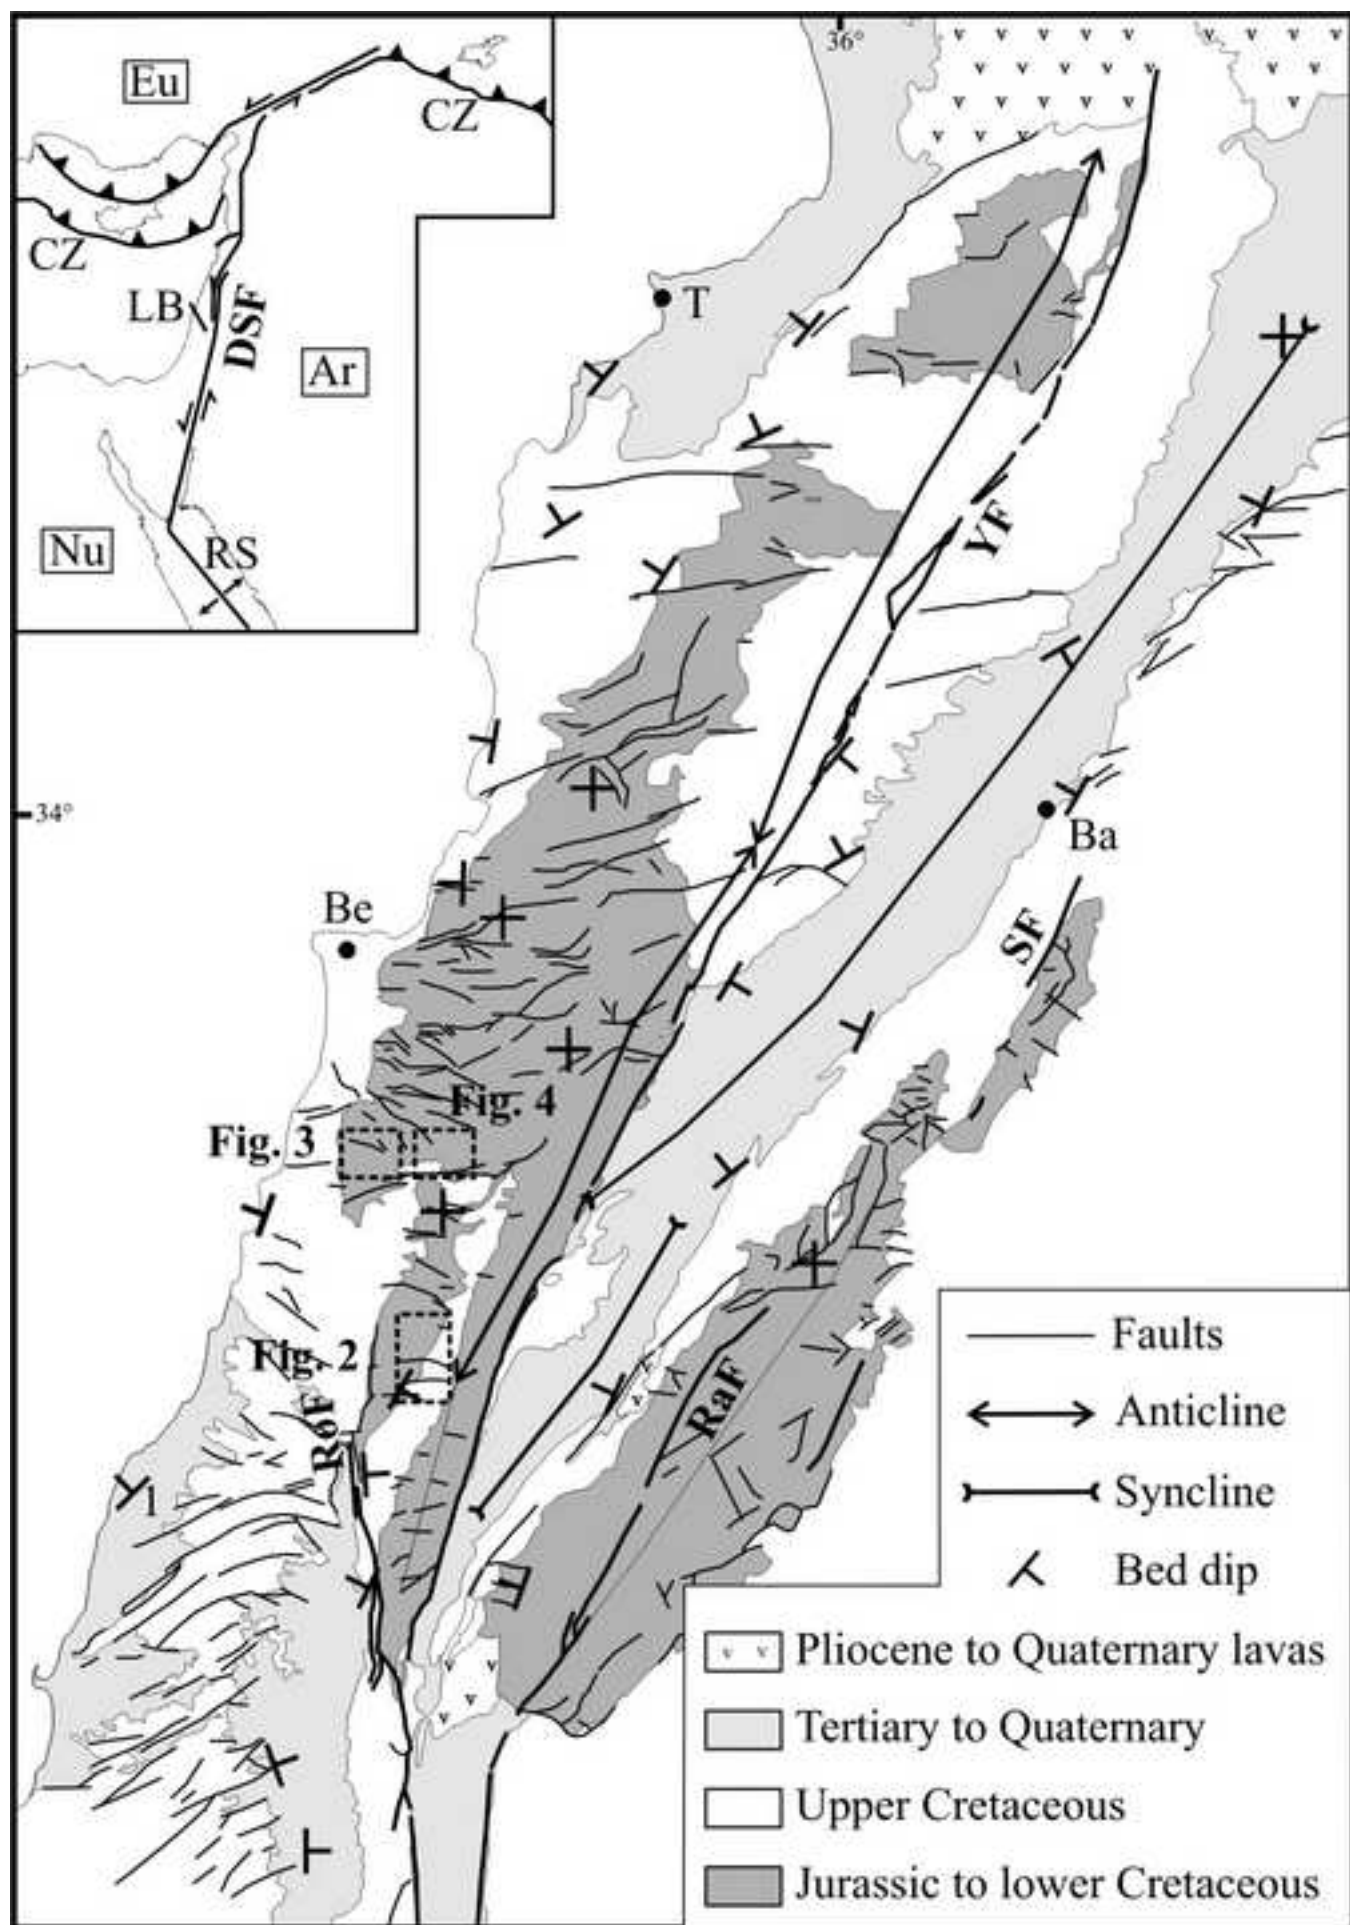 Eu
CZ
CZ
LB
DSF
Ar
Nu
RS
36°
T
YF
34°
Ba
Be
SF
Fig. 4
Fig. 3
Fig. 2
RoF
RaF
1
Faults
Anticline
Syncline
Bed dip
v v Pliocene to Quaternary lavas
Tertiary to Quaternary
Upper Cretaceous
Jurassic to lower Cretaceous